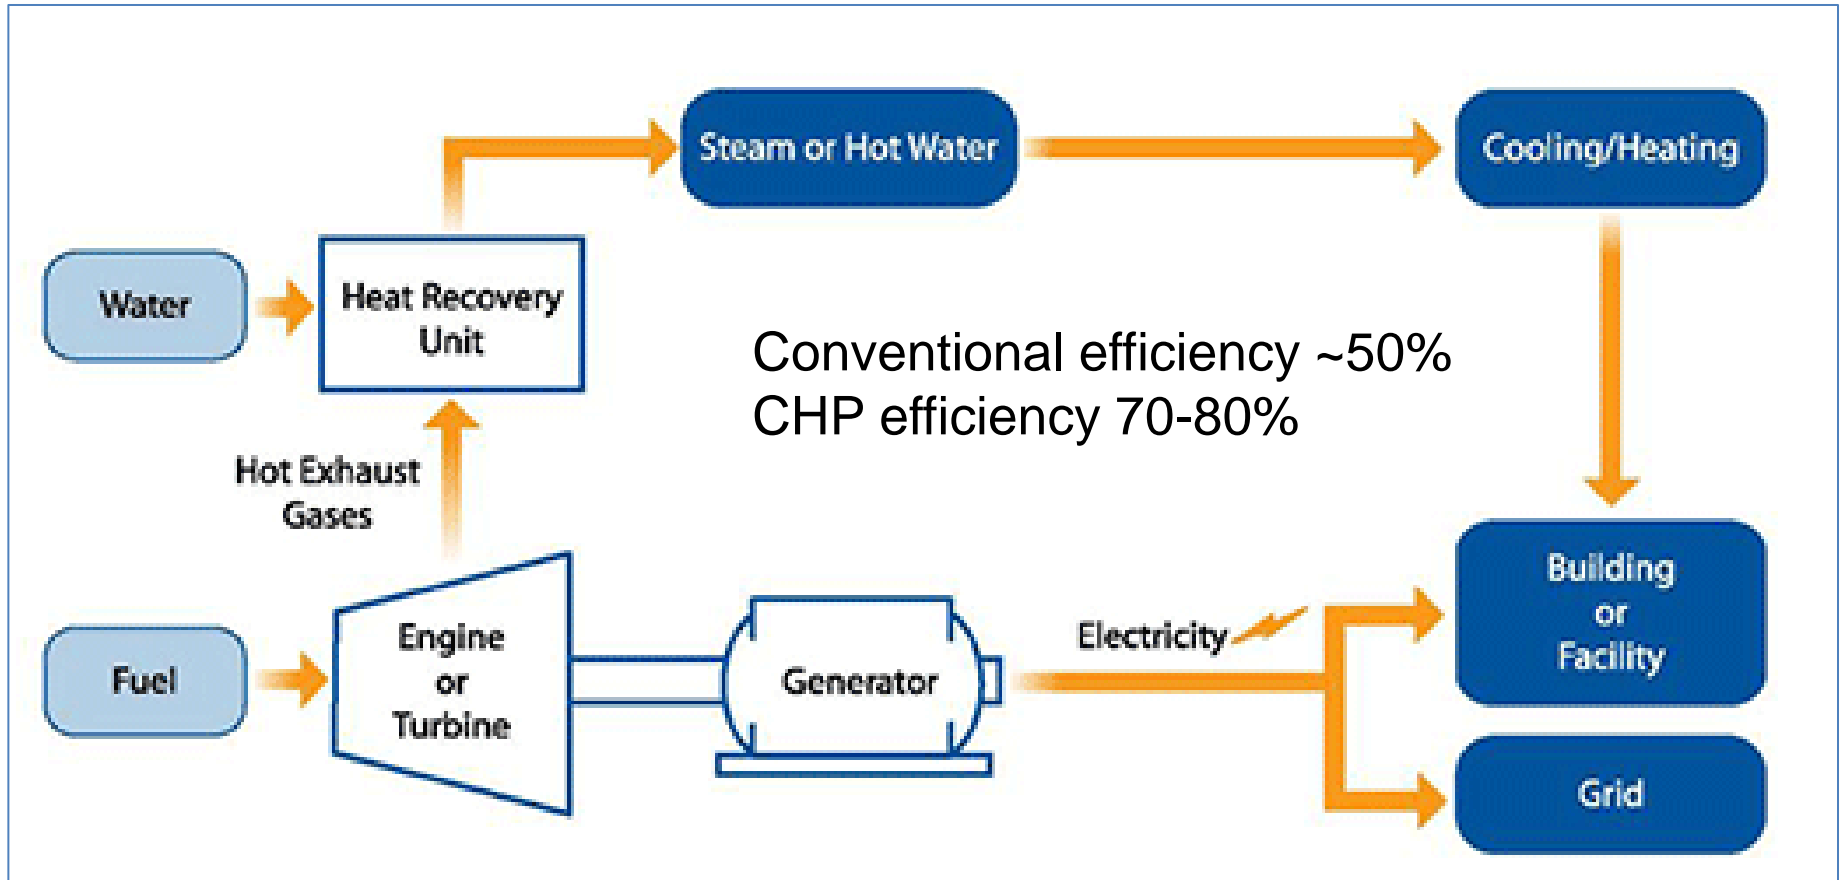 Steam or Hot Water
Cooling/Heating
Water
Heat Recovery
Unit
Conventional efficiency ~50%
CHP efficiency 70-80%
Hot Exhaust
Gases
Fuel
Engine
or
Turbine
Generator
Electricity
Building
or
Facility
Grid